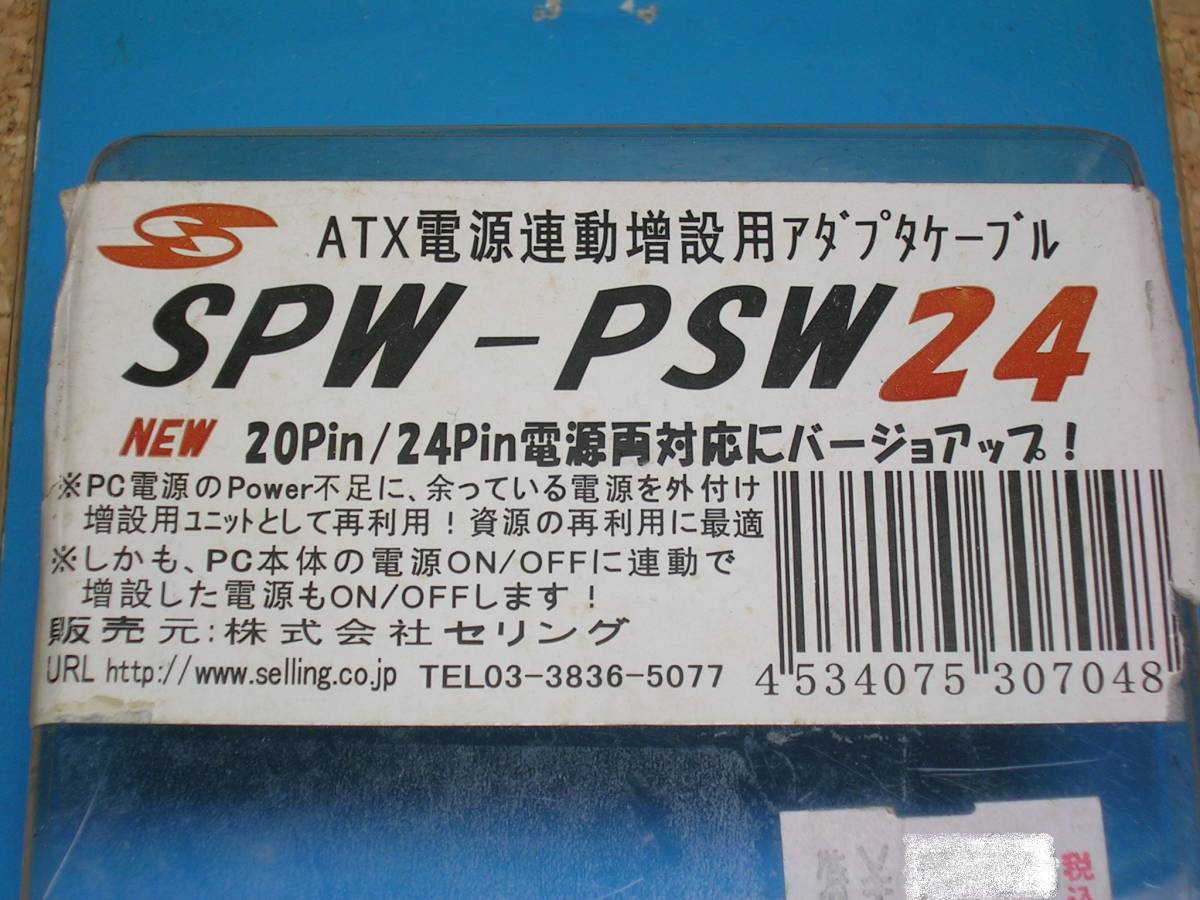 ATX電源連動増設用ｱﾀﾞﾌﾟﾀｹｰﾌﾞﾙ
SPW-PSW24
NEW 20Pin/24Pin電源両対応にバージョアップ!
※PC電源のPower不足に、余っている電源を外付け
増設用ﾕﾆｯﾄとして再利用!資源の再利用に最適
※しかも、PC本体の電源ON/OFFに連動で
増設した電源もON/OFFします!
販売元:株式会社セリング
URL http://www.selling.co.jp TEL03-3836-5077
4534075307048
税込